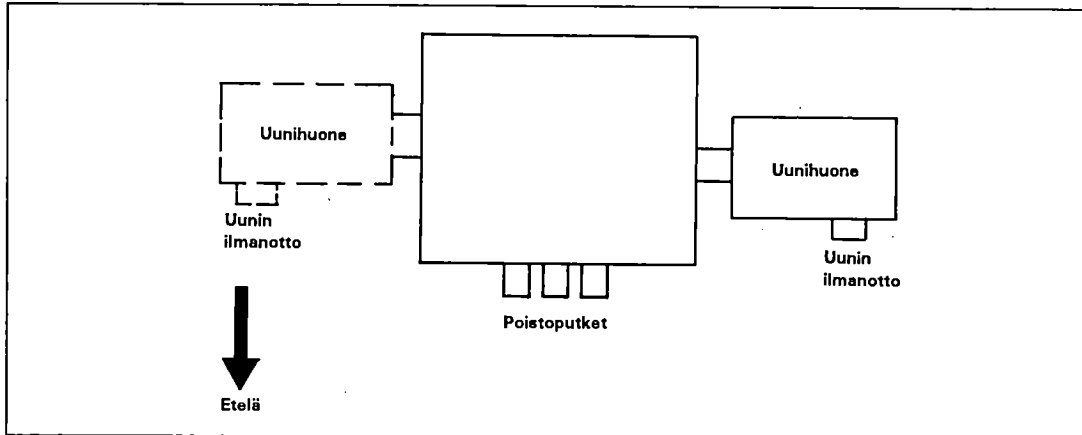 Uunihuone
Uunihuone
Uunin
ilmanotto
Uunin
ilmanotto
Poistoputket
Etelä